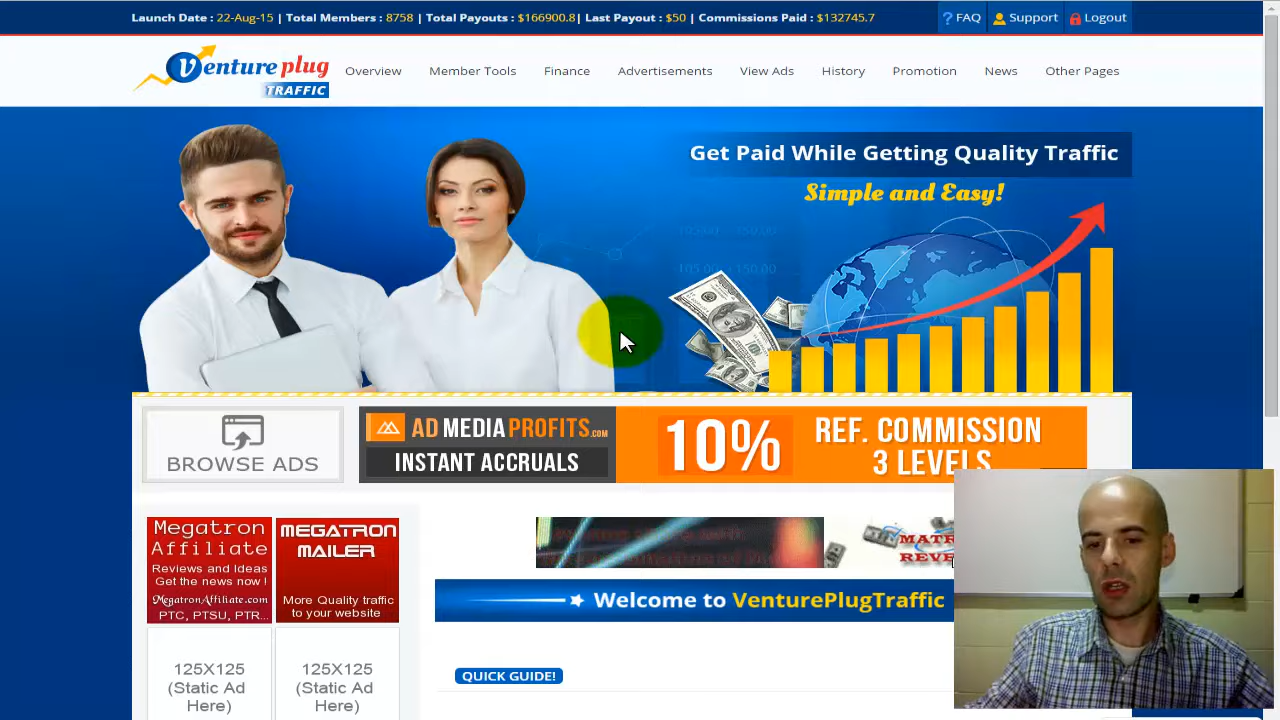 Launch Date : 22-Aug-15 | Total Members : 8758 | Total Payouts : $166900.8| Last Payout : $50 | Commissions Paid : $132745.7
? FAQ
Support
Logout
Venture plug
TRAFFIC
Overview
Member Tools
Finance
Advertisements
View Ads
History
Promotion
News
Other Pages
Get Paid While Getting Quality Traffic
Simple and Easy!
BROWSE ADS
AD MEDIA PROFITS.COM
INSTANT ACCRUALS
10%
REF. COMMISSION
3 LEVELS
Megatron
Affiliate
Reviews and Ideas
Get the news now !
MegatronAffiliate.com
PTC, PTSU, PTR...
MEGATRON
MAILER
More Quality traffic
to your website
Welcome to VenturePlugTraffic
QUICK GUIDE!
125X125
(Static Ad
Here)
125X125
(Static Ad
Here)